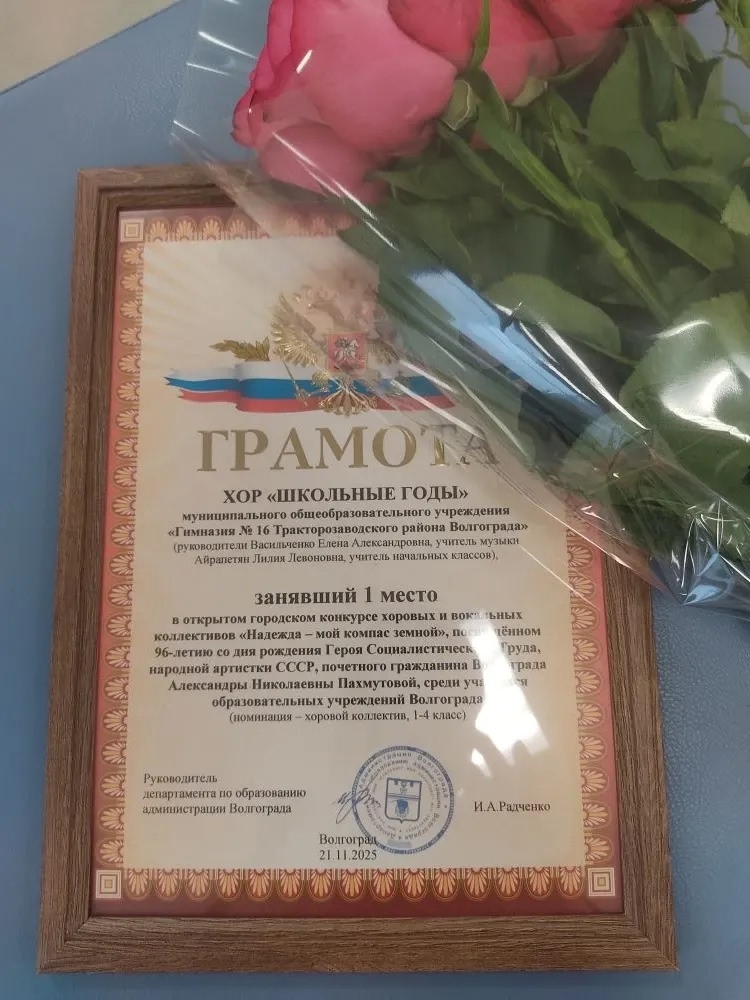 ГРАМОТА
ХОР «ШКОЛЬНЫЕ ГОДЫ»
муниципального общеобразовательного учреждения
«Гимназия № 16 Тракторозаводского района Волгограда»
(руководители Васильченко Елена Александровна, учитель музыки
Айрапетян Лилия Левоновна, учитель начальных классов),
занявший 1 место
в открытом городском конкурсе хоровых и вокальных
коллективов «Надежда – мой компас земной», посвящённом
96-летию со дня рождения Героя Социалистического Труда,
народной артистки СССР, почетного гражданина Волгограда
Александры Николаевны Пахмутовой, среди учащихся
образовательных учреждений Волгограда
(номинация – хоровой коллектив, 1-4 класс)
Руководитель
департамента по образованию
администрации Волгограда
И.А.Радченко
Волгоград
21.11.2025